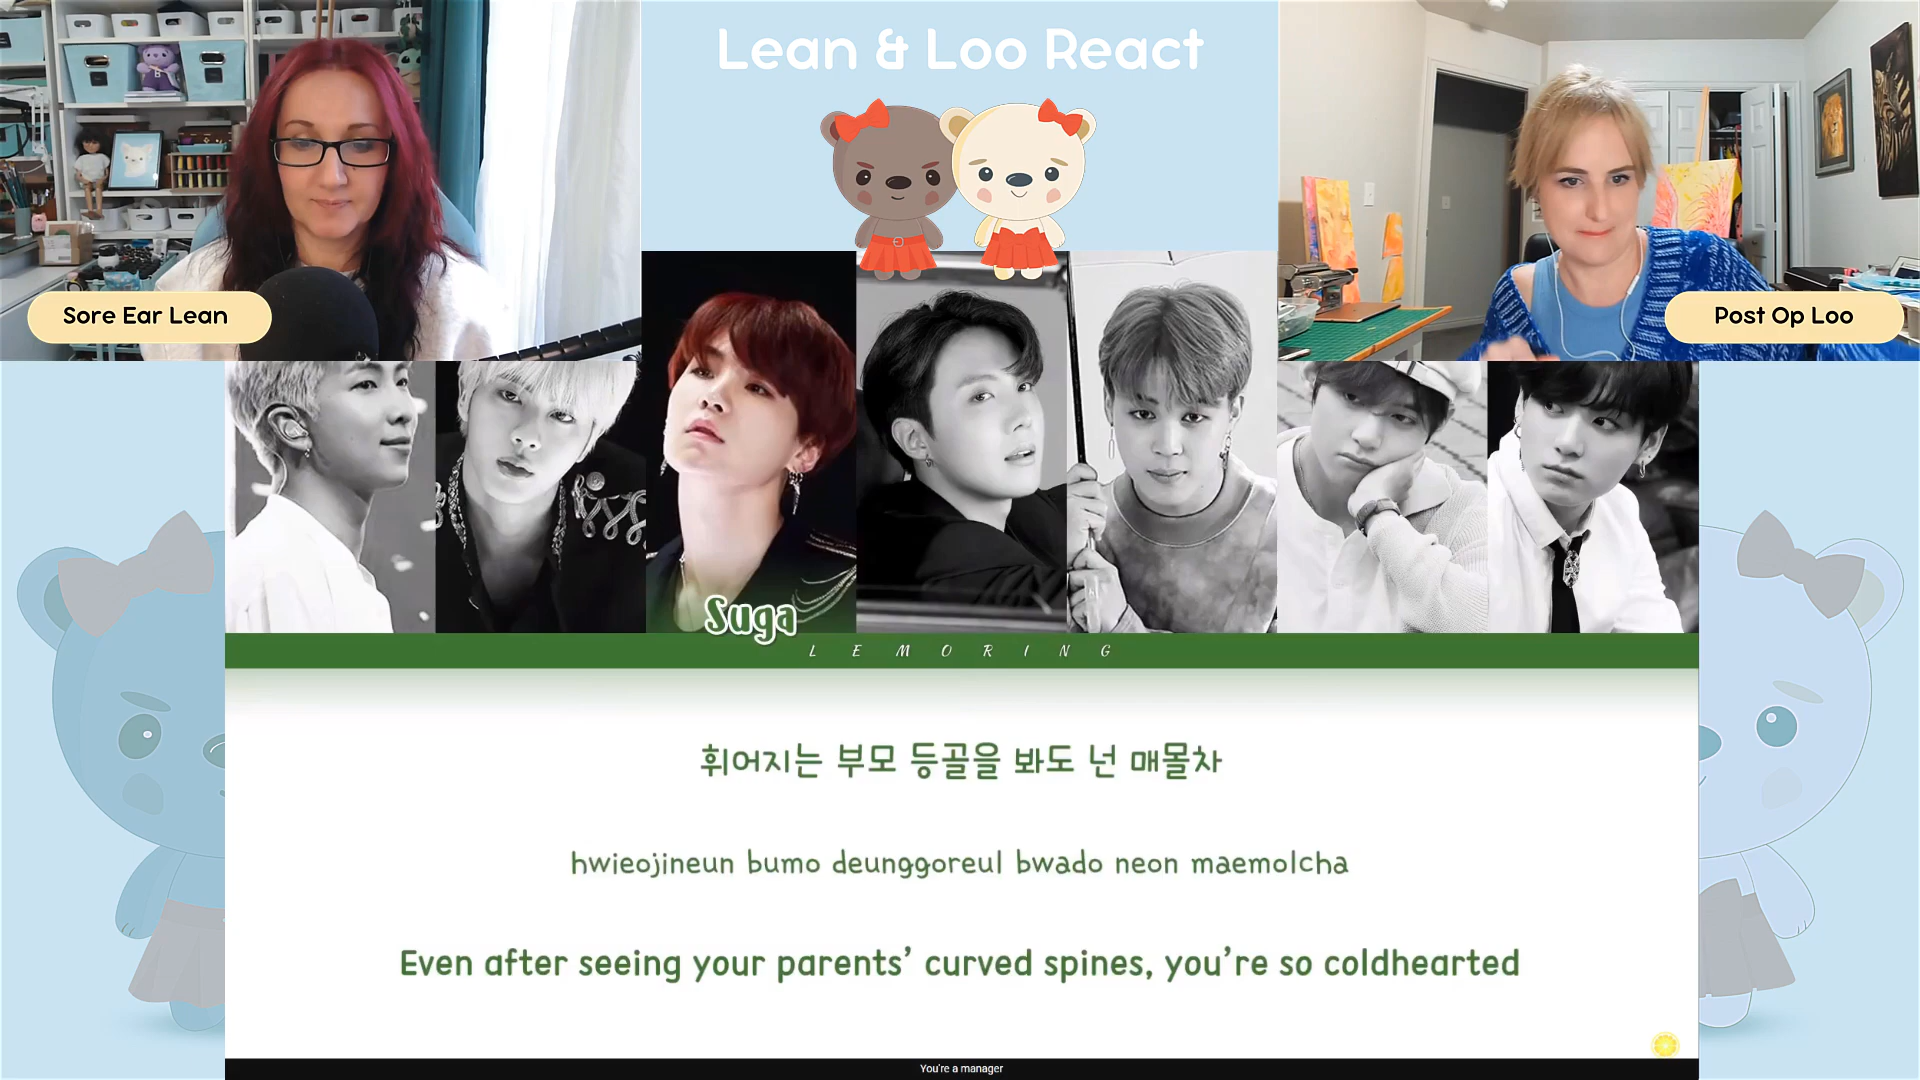 Lean & Loo React
Sore Ear Lean
Post Op Loo
Suga
LEMORING
휘어지는 부모 등골을 봐도 넌 매몰차
hwieojineun bumo deunggoreul bwado neon maemolcha
Even after seeing your parents’ curved spines, you’re so coldhearted
You're a manager